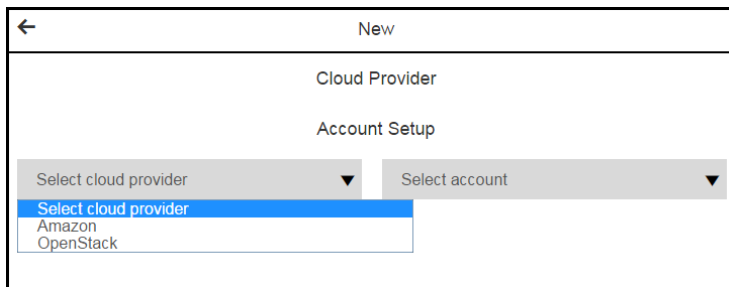 New
Cloud Provider
Account Setup
Select cloud provider
Select account
Select cloud provider
Amazon
OpenStack